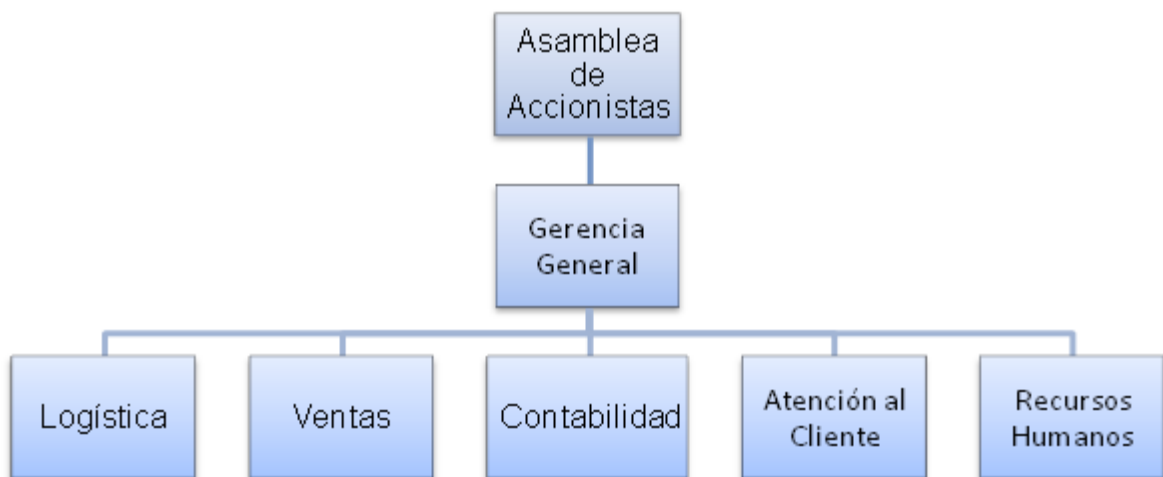 Asamblea
de
Accionistas
Gerencia
General
Logística
Ventas
Contabilidad
Atención al
Cliente
Recursos
Humanos